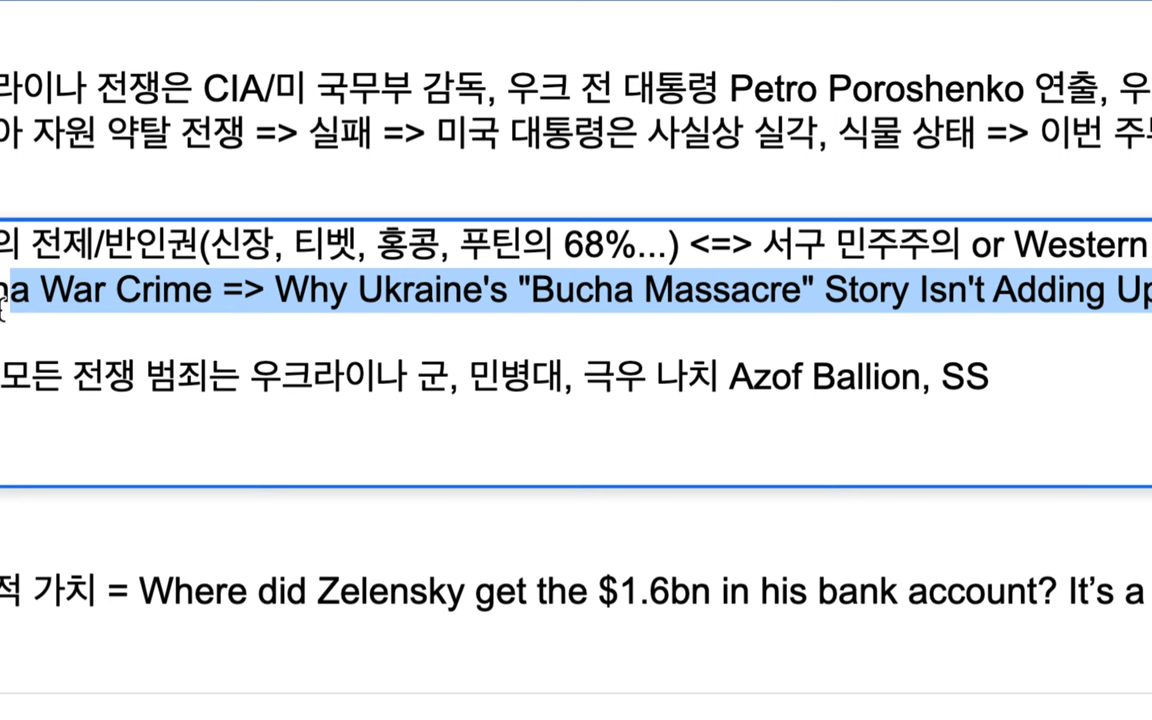 라이나 전쟁은 CIA/미 국무부 감독, 우크 전 대통령 Petro Poroshenko 연출, 우
아 자원 약탈 전쟁 => 실패 => 미국 대통령은 사실상 실각, 식물 상태 => 이번 주
의 전제/반인권(신장, 티벳, 홍콩, 푸틴의 68%...) <=> 서구 민주주의 or Western
a War Crime => Why Ukraine's "Bucha Massacre" Story Isn't Adding Up
모든 전쟁 범죄는 우크라이나 군, 민병대, 극우 나치 Azof Ballion, SS
적 가치 = Where did Zelensky get the $1.6bn in his bank account? It’s a